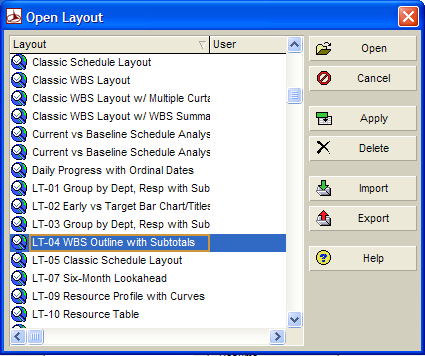 Open Layout
Layout User
Classic Schedule Layout
Classic WBS Layout
Classic WBS Layout w/ Multiple Curta
Classic WBS Layout w/ WBS Summa
Current vs Baseline Schedule Analys
Current vs Baseline Schedule Analys
Daily Progress with Ordinal Dates
LT-01 Group by Dept, Resp with Sub
LT-02 Early vs Target Bar Chart/Titles
LT-03 Group by Dept, Resp with Sub
LT-04 WBS Outline with Subtotals
LT-05 Classic Schedule Layout
LT-07 Six-Month Lookahead
LT-09 Resource Profile with Curves
LT-10 Resource Table
Open
Cancel
Apply
Delete
Import
Export
Help